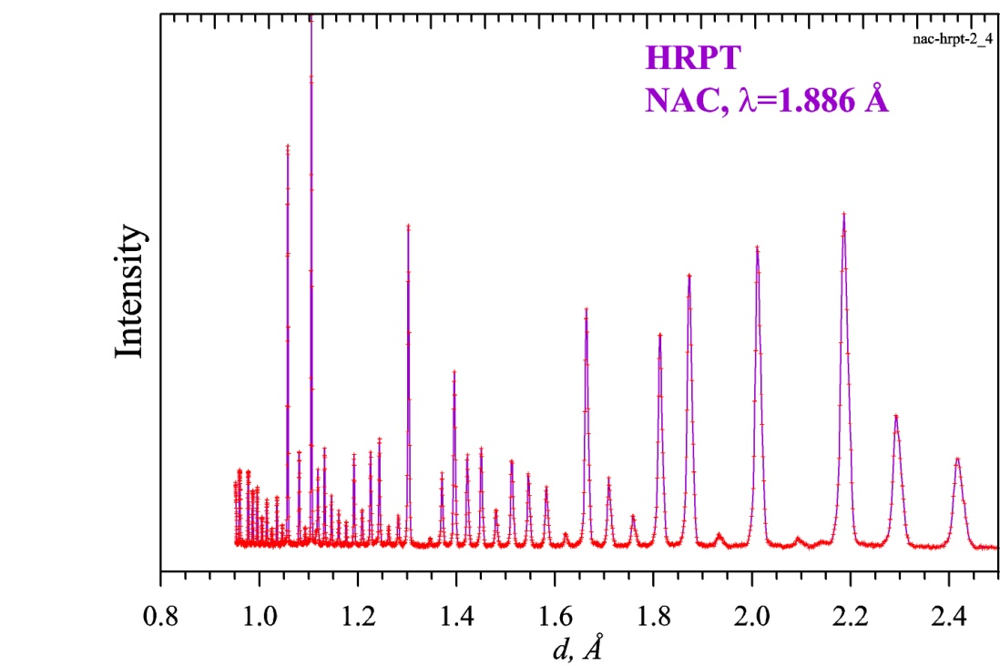 nac-hrpt-2_4
HRPT
NAC, λ=1.886 Å
Intensity
0.8 1.0 1.2 1.4 1.6 1.8 2.0 2.2 2.4
d, Å